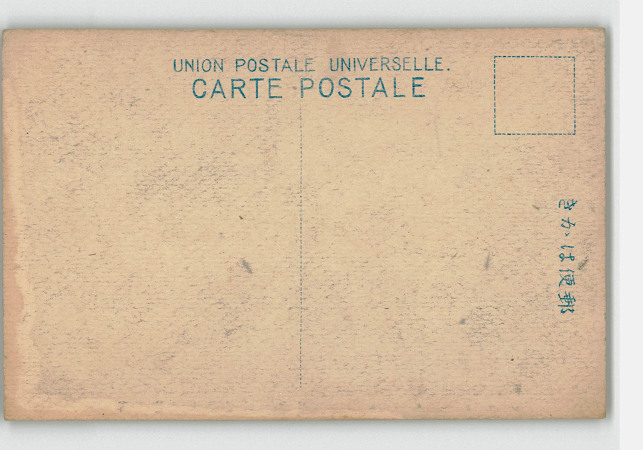 UNION POSTALE UNIVERSELLE.
CARTE POSTALE
きかは便郵